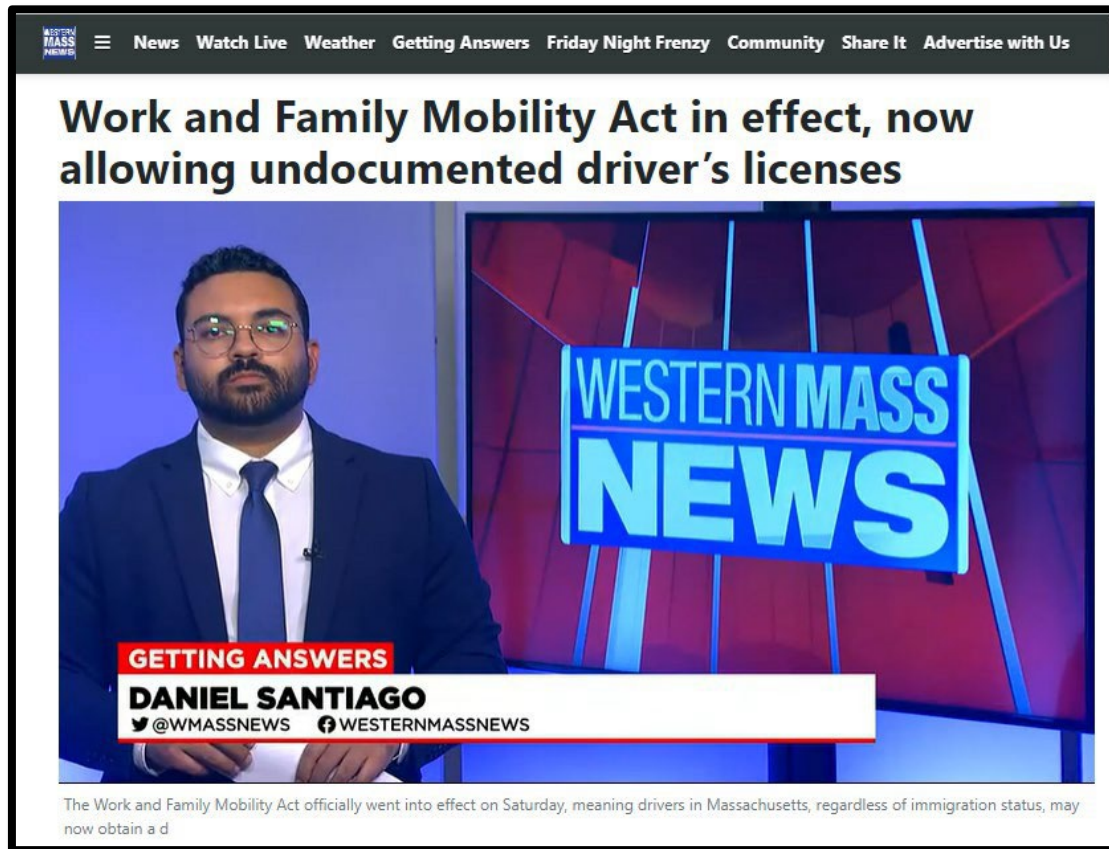 WESTERN MASS NEWS
News Watch Live Weather Getting Answers Friday Night Frenzy Community Share It Advertise with Us
Work and Family Mobility Act in effect, now
allowing undocumented driver’s licenses
WESTERN MASS
NEWS
GETTING ANSWERS
DANIEL SANTIAGO
@WMASSNEWS WESTERNMASSNEWS
The Work and Family Mobility Act officially went into effect on Saturday, meaning drivers in Massachusetts, regardless of immigration status, may
now obtain a d